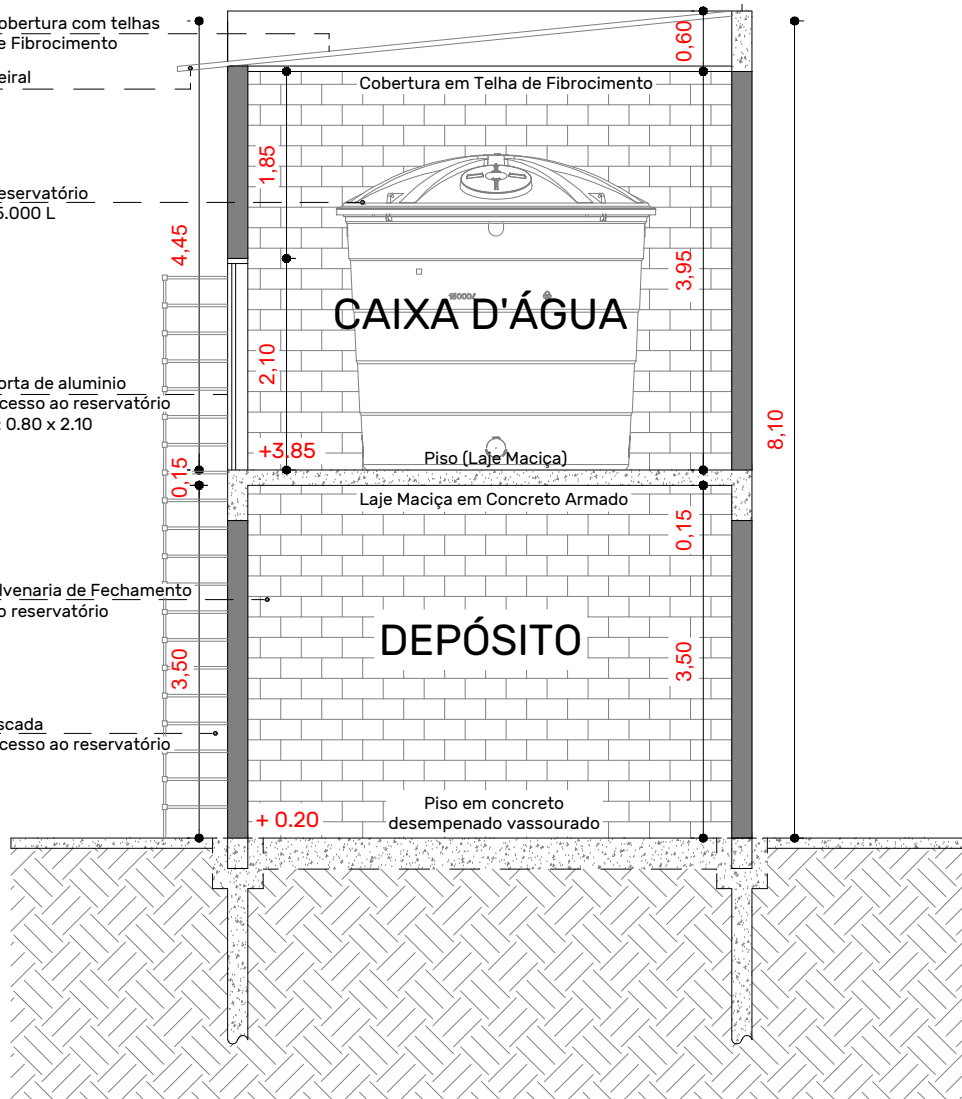 obertura com telhas
e Fibrocimento
eiral
0,60
Cobertura em Telha de Fibrocimento
1,85
eservatório
5.000 L
4,45
3,95
15000ℓ
CAIXA D'ÁGUA
2,10
orta de aluminio
cesso ao reservatório
: 0.80 x 2.10
8,10
+3.85
Piso (Laje Maciça)
0,15
Laje Maciça em Concreto Armado
0,15
lvenaria de Fechamento
o reservatório
DEPÓSITO
3,50
3,50
scada
cesso ao reservatório
+ 0.20
Piso em concreto
desempenado vassourado